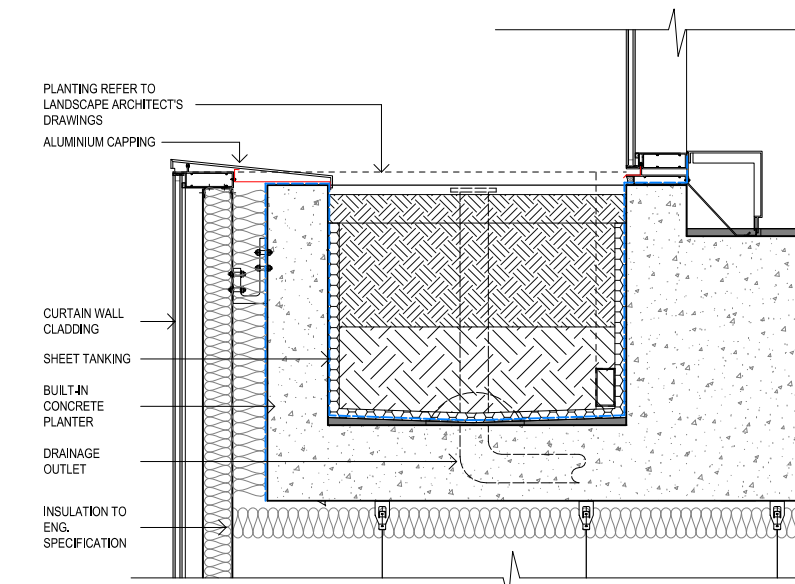 PLANTING REFER TO
LANDSCAPE ARCHITECT'S
DRAWINGS
ALUMINIUM CAPPING
CURTAIN WALL
CLADDING
SHEET TANKING
BUILT-IN
CONCRETE
PLANTER
DRAINAGE
OUTLET
INSULATION TO
ENG.
SPECIFICATION